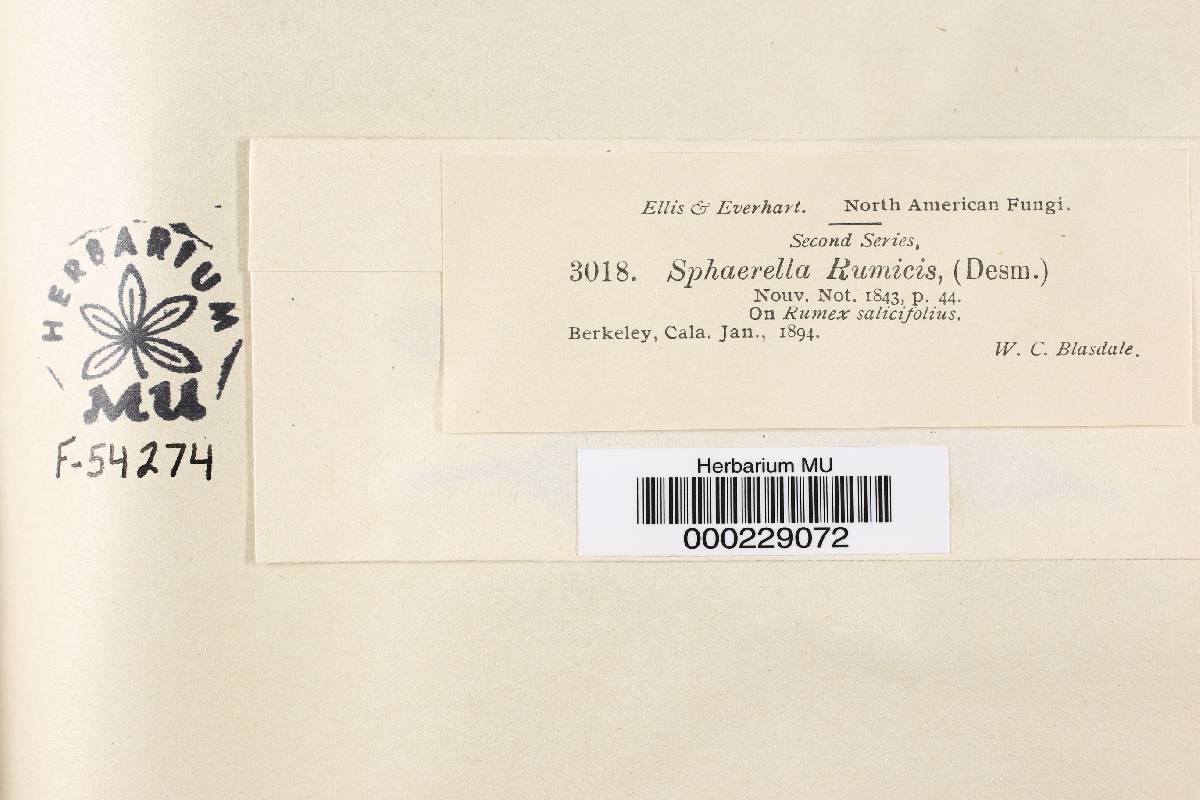 Ellis & Everhart. North American Fungi.
Second Series,
3018. Sphaerella Rumicis, (Desm.)
Nouv. Not. 1843, p. 44.
On Rumex salicifolius.
Berkeley, Cala. Jan., 1894.
W. C. Blasdale.
HERBARIUM
MU
F-54274
Herbarium MU
000229072